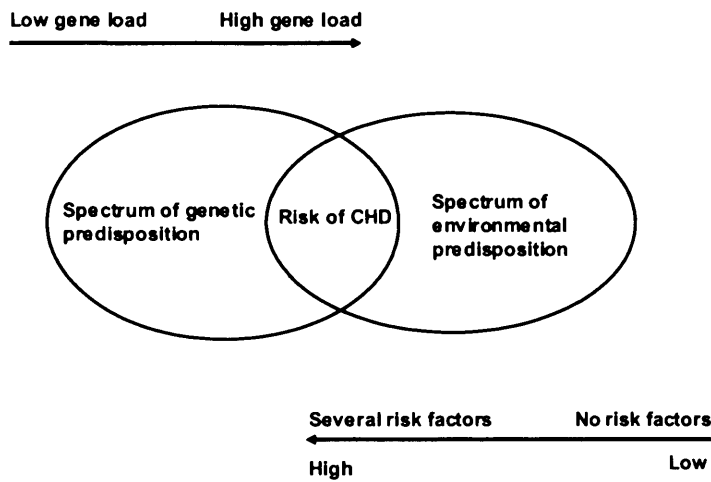 Low gene load High gene load
Spectrum of genetic
predisposition
Risk of CHD
Spectrum of
environmental
predisposition
Several risk factors No risk factors
High Low